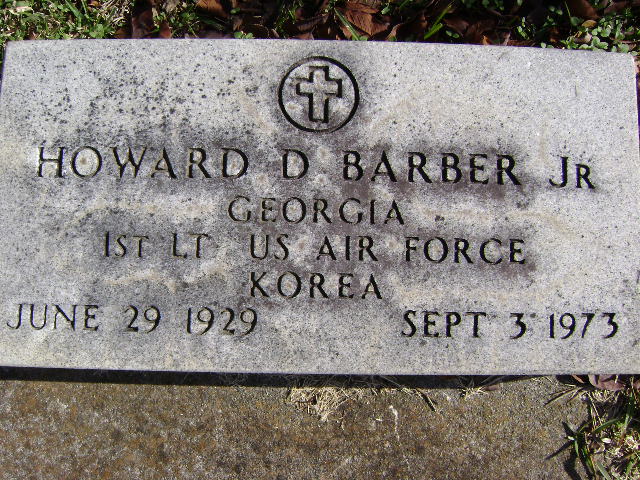 HOWARD D BARBER JR
GEORGIA
1ST LT US AIR FORCE
KOREA
JUNE 29 1929 SEPT 3 1973